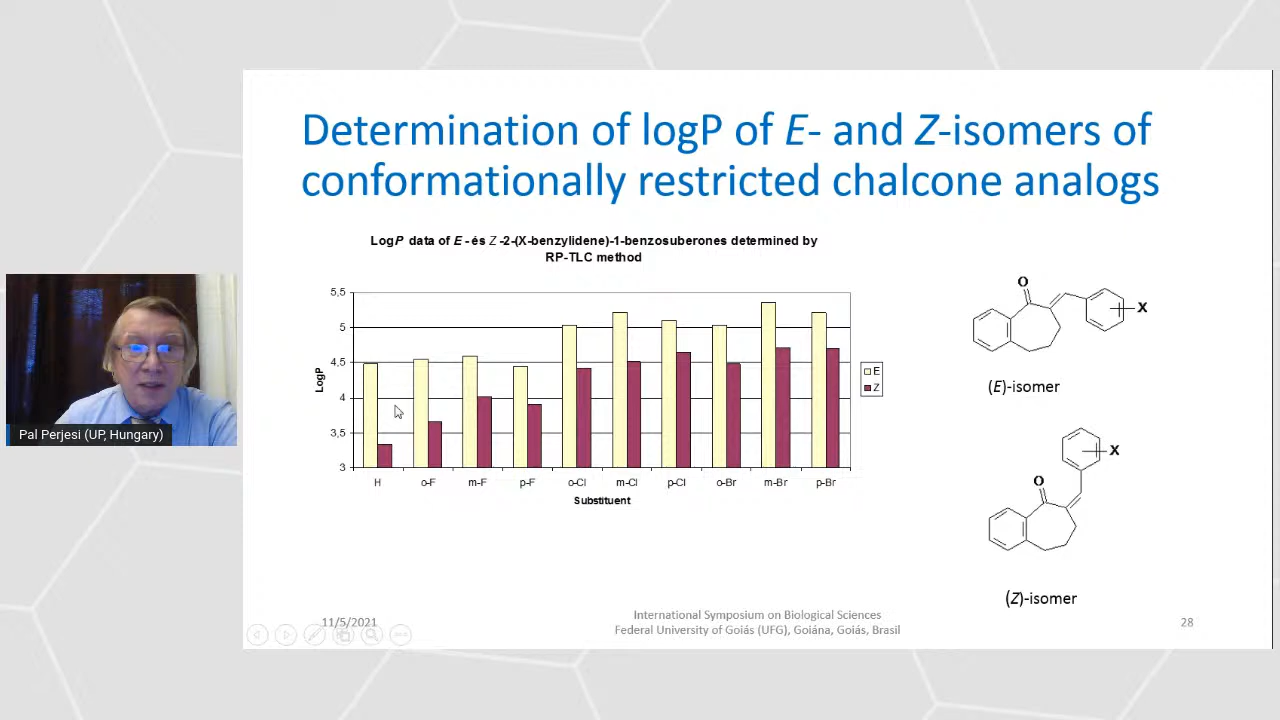 Determination of logP of E- and Z-isomers of
conformationally restricted chalcone analogs
LogP data of E - és Z -2-(X-benzylidene)-1-benzosuberones determined by
RP-TLC method
5,5
5
4,5
4
3,5
3
LogP
H o-F m-F p-F o-Cl m-Cl p-Cl o-Br m-Br p-Br
Substituent
E
Z
O
X
(E)-isomer
X
O
(Z)-isomer
Pal Perjesi (UP, Hungary)
11/5/2021
International Symposium on Biological Sciences
Federal University of Goiás (UFG), Goiána, Goiás, Brasil
28